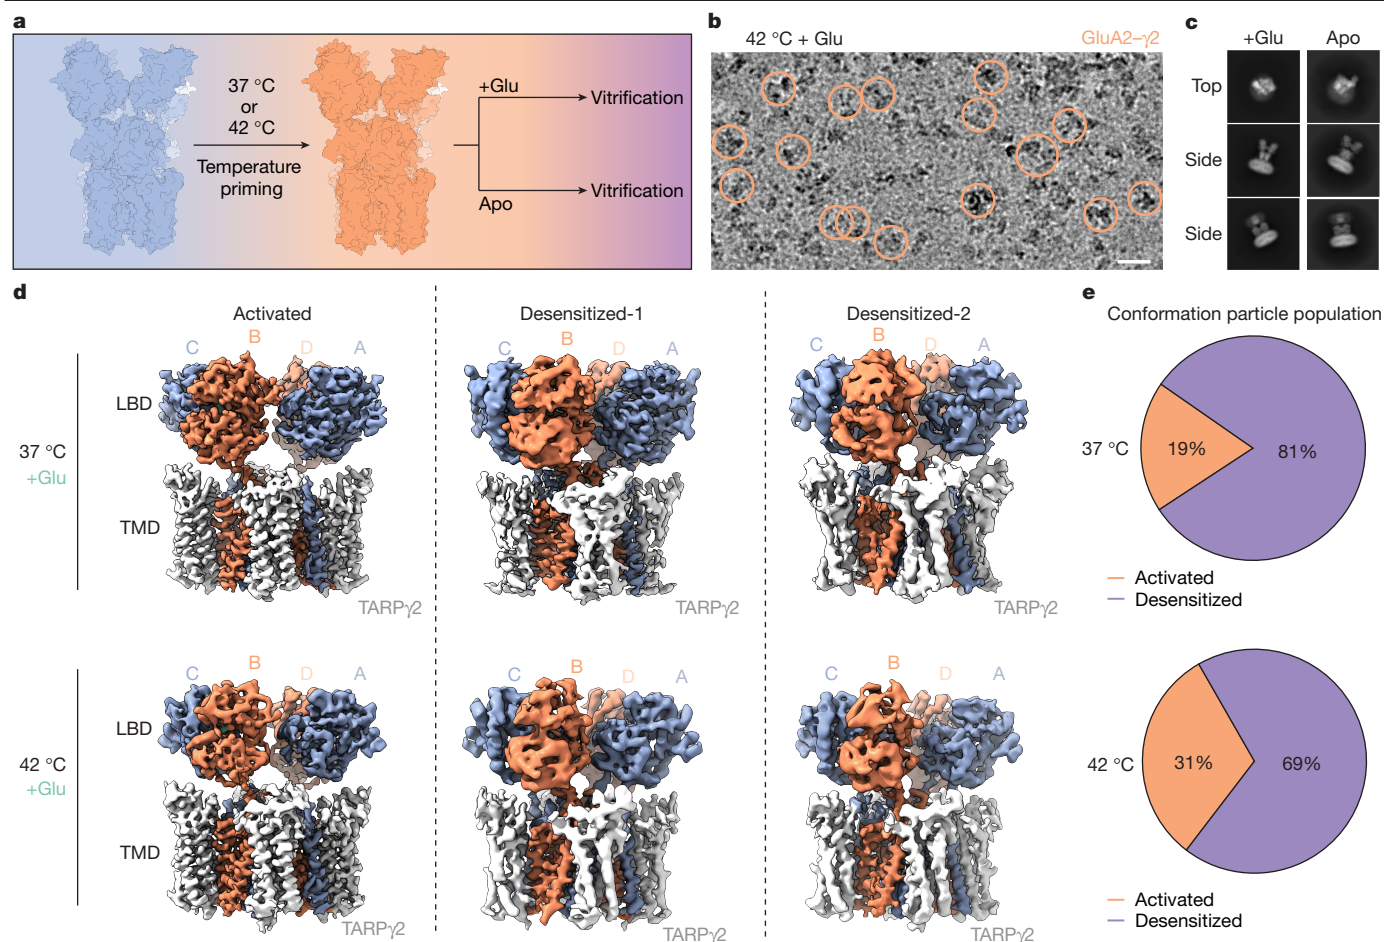 a
37 °C
or
42 °C
Temperature
priming
+Glu
Vitrification
Apo
Vitrification
b
42 °C + Glu
GluA2–γ2
c
+Glu
Apo
Top
Side
Side
d
Activated
Desensitized-1
Desensitized-2
37 °C
+Glu
LBD
TMD
C
B
D
A
TARPγ2
C
B
D
A
TARPγ2
C
B
D
A
TARPγ2
42 °C
+Glu
LBD
TMD
C
B
D
A
TARPγ2
C
B
D
A
TARPγ2
C
B
D
A
TARPγ2
e
Conformation particle population
37 °C
19%
81%
Activated
Desensitized
42 °C
31%
69%
Activated
Desensitized